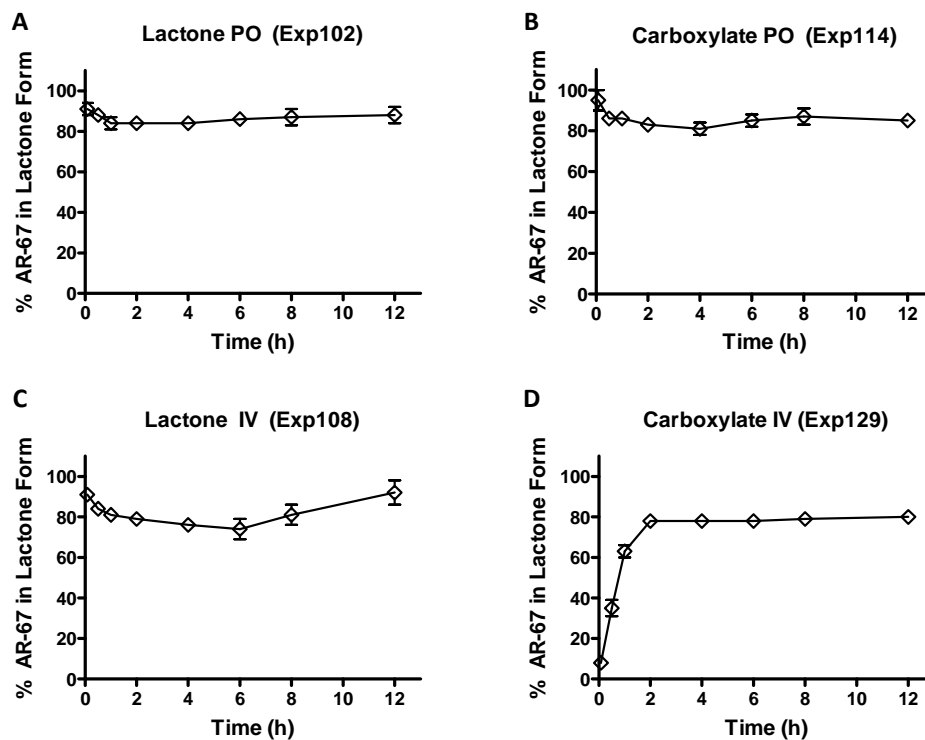 A
Lactone PO (Exp102)
% AR-67 in Lactone Form
100
80
60
40
20
0
0 2 4 6 8 10 12
Time (h)
B
Carboxylate PO (Exp114)
% AR-67 in Lactone Form
100
80
60
40
20
0
0 2 4 6 8 10 12
Time (h)
C
Lactone IV (Exp108)
% AR-67 in Lactone Form
100
80
60
40
20
0
0 2 4 6 8 10 12
Time (h)
D
Carboxylate IV (Exp129)
% AR-67 in Lactone Form
100
80
60
40
20
0
0 2 4 6 8 10 12
Time (h)